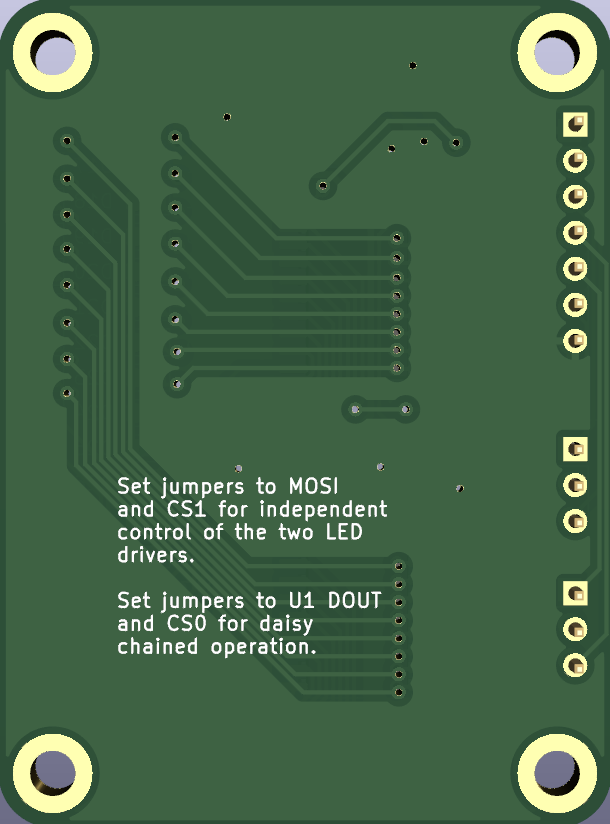 Set jumpers to MOSI
and CS1 for independent
control of the two LED
drivers.
Set jumpers to U1 DOUT
and CS0 for daisy
chained operation.